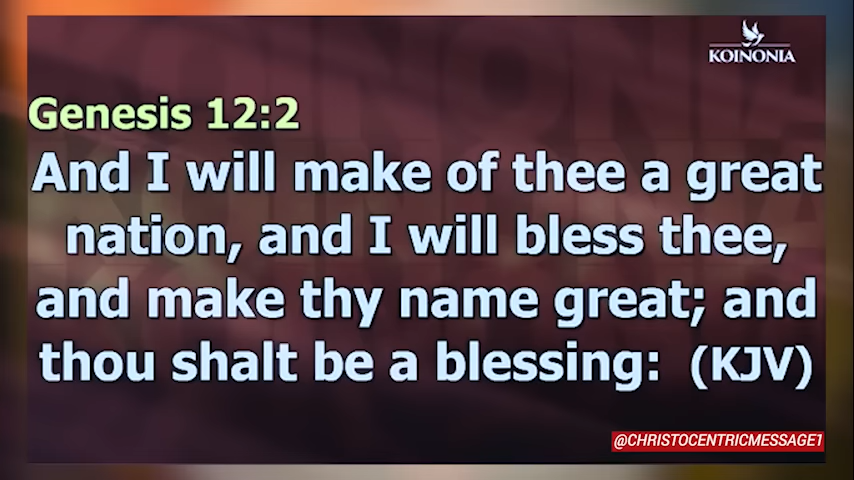 KOINONIA
Genesis 12:2
And I will make of thee a great
nation, and I will bless thee,
and make thy name great; and
thou shalt be a blessing: (KJV)
@CHRISTOCENTRICMESSAGE1